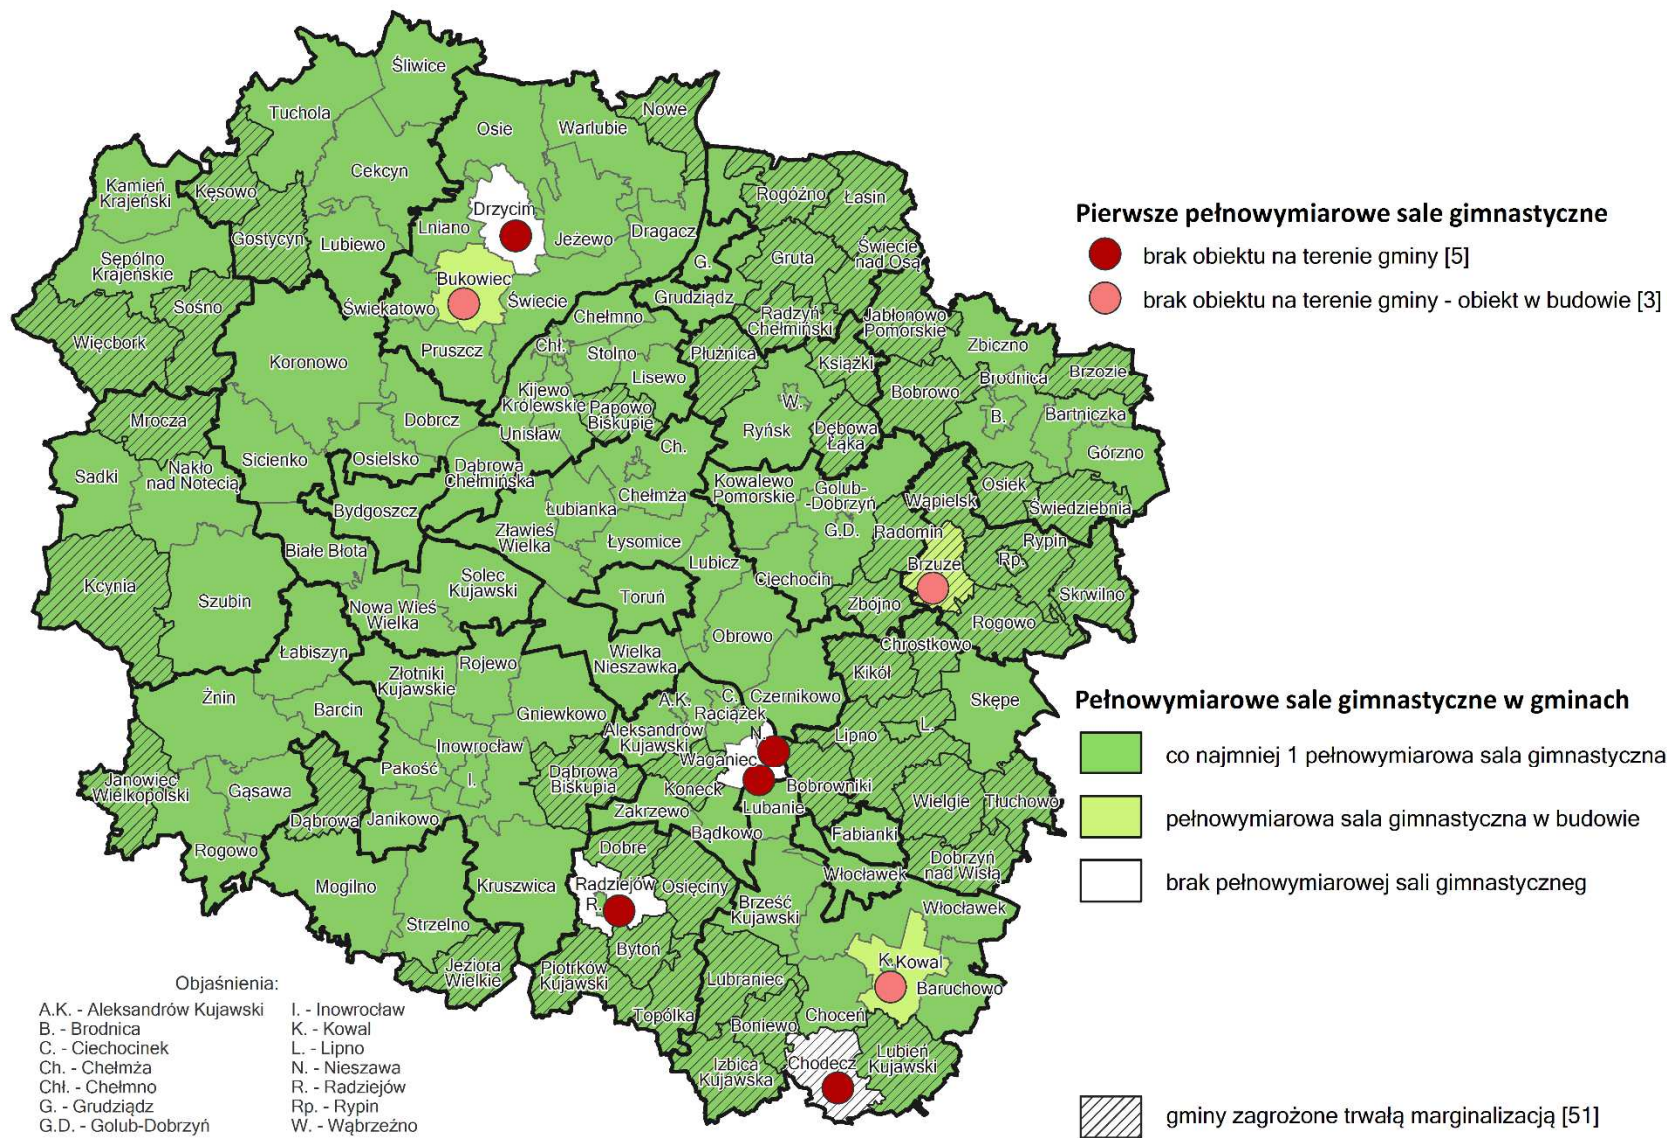 Śliwice
Tuchola
Nowe
Osie
Warlubie
Cekcyn
Kamień
Krajeński
Kęsowo
Rogóźno
Łasin
Drzycim
Lniano
Gostycyn
Lubiewo
Jeżewo
Dragacz
Sępólno
Krajeńskie
Świecie
nad Osą
Gruta
G.
Bukowiec
Sośno
Świekatowo
Świecie
Grudziądz
Chełmno
Radzyń
Chełmiński
Jabłonowo
Pomorskie
Więcbork
Pruszcz
Chł.
Stolno
Płużnica
Zbiczno
Koronowo
Książki
Lisewo
Brodnica
Brzozie
Kijewo
Królewskie
Bobrowo
W.
Papowo
Biskupie
B.
Bartniczka
Mrocza
Dobrcz
Unisław
Ryńsk
Dębowa
Łąka
Ch.
Górzno
Sicienko
Osielsko
Sadki
Nakło
nad Notecią
Dąbrowa
Chełmińska
Kowalewo
Pomorskie
Golub-
-Dobrzyń
Osiek
Chełmża
Wąpielsk
Świedziebnia
Bydgoszcz
Łubianka
G.D.
Radomin
Zławieś
Wielka
Łysomice
Rypin
Białe Błota
Lubicz
Brzuze
Rp.
Solec
Kujawski
Ciechocin
Kcynia
Szubin
Toruń
Skrwilno
Nowa Wieś
Wielka
Zbójno
Rogowo
Obrowo
Chrostkowo
Łabiszyn
Wielka
Nieszawka
Rojewo
Złotniki
Kujawskie
Kikół
Żnin
Skępe
C.
Czernikowo
A.K.
Raciążek
Barcin
Gniewkowo
L.
Aleksandrów
Kujawski
N.
Lipno
Inowrocław
Waganiec
Pakość
Dąbrowa
Biskupia
Janowiec
Wielkopolski
I.
Koneck
Bobrowniki
Gąsawa
Wielgie
Tłuchowo
Lubanie
Zakrzewo
Dąbrowa
Janikowo
Bądkowo
Fabianki
Dobre
Rogowo
Dobrzyń
nad Wisłą
Włocławek
Mogilno
Kruszwica
Radziejów
Osięciny
R.
Brześć
Kujawski
Strzelno
Włocławek
Bytoń
K.
Kowal
Jeziora
Wielkie
Piotrków
Kujawski
Lubraniec
Baruchowo
Topólka
Choceń
Boniewo
Izbica
Kujawska
Chodecz
Lubień
Kujawski
Pierwsze pełnowymiarowe sale gimnastyczne
brak obiektu na terenie gminy [5]
brak obiektu na terenie gminy - obiekt w budowie [3]
Pełnowymiarowe sale gimnastyczne w gminach
co najmniej 1 pełnowymiarowa sala gimnastyczna
pełnowymiarowa sala gimnastyczna w budowie
brak pełnowymiarowej sali gimnastyczneg
gminy zagrożone trwałą marginalizacją [51]
Objaśnienia:
A.K. - Aleksandrów Kujawski
B. - Brodnica
C. - Ciechocinek
Ch. - Chełmża
Chł. - Chełmno
G. - Grudziądz
G.D. - Golub-Dobrzyń
I. - Inowrocław
K. - Kowal
L. - Lipno
N. - Nieszawa
R. - Radziejów
Rp. - Rypin
W. - Wąbrzeźno